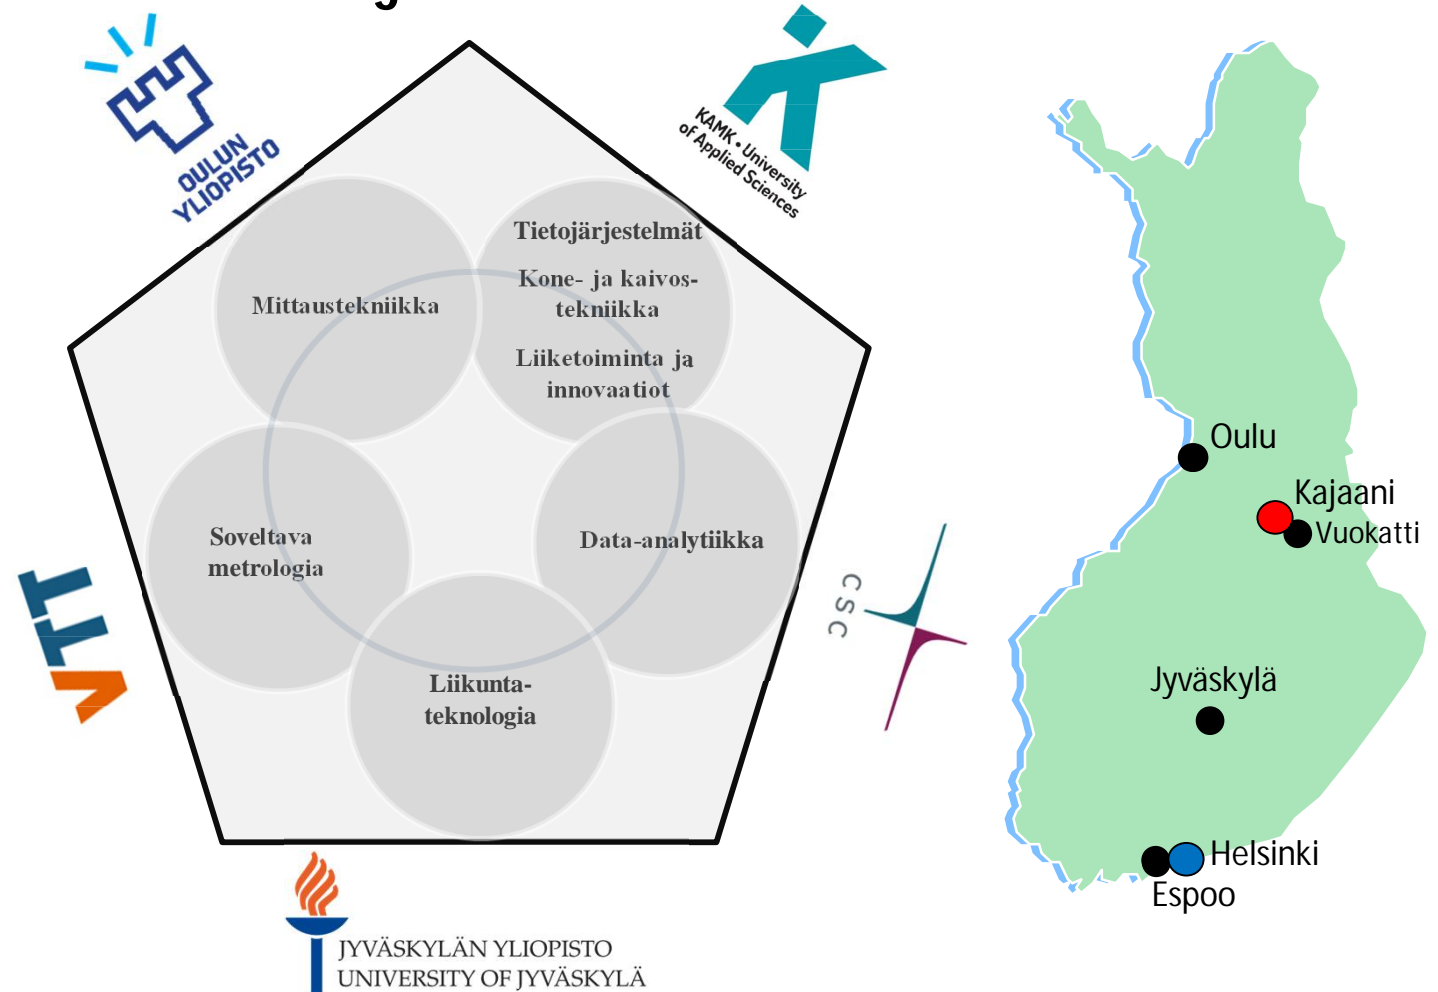 OULUN
YLIOPISTO
KAMK • University
of Applied Sciences
Mittaustekniikka
Tietojärjestelmät
Kone- ja kaivos-
tekniikka
Liiketoiminta ja
innovaatiot
Soveltava
metrologia
Data-analytiikka
Liikunta-
teknologia
VTT
CSC
JYVÄSKYLÄN YLIOPISTO
UNIVERSITY OF JYVÄSKYLÄ
Oulu
Kajaani
Vuokatti
Jyväskylä
Helsinki
Espoo